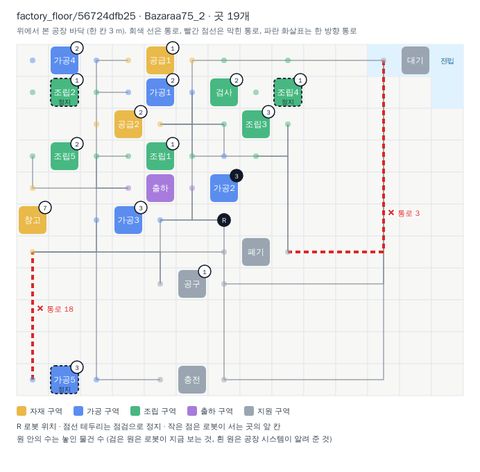 factory_floor/56724dfb25 · Bazaraa75_2 · 곳 19개
위에서 본 공장 바닥 (한 칸 3 m). 회색 선은 통로, 빨간 점선은 막힌 통로, 파란 화살표는 한 방향 통로
가공4 2
공급1 1
대기
전립
조립2 1
정지
가공1 2
검사 2
조립4 1
정지
공급2 2
조립3 3
조립5 2
조립1 1
출하
가공2 3
창고 7
가공3 3
R
✕ 통로 3
폐기
공구 1
✕ 통로 18
가공5 3
정지
충전
자재 구역
가공 구역
조립 구역
출하 구역
지원 구역
R 로봇 위치 · 점선 테두리는 점검으로 정지 · 작은 점은 로봇이 서는 곳의 앞 칸
원 안의 수는 놓인 물건 수 (검은 원은 로봇이 지금 보는 것, 흰 원은 공장 시스템이 알려 준 것)